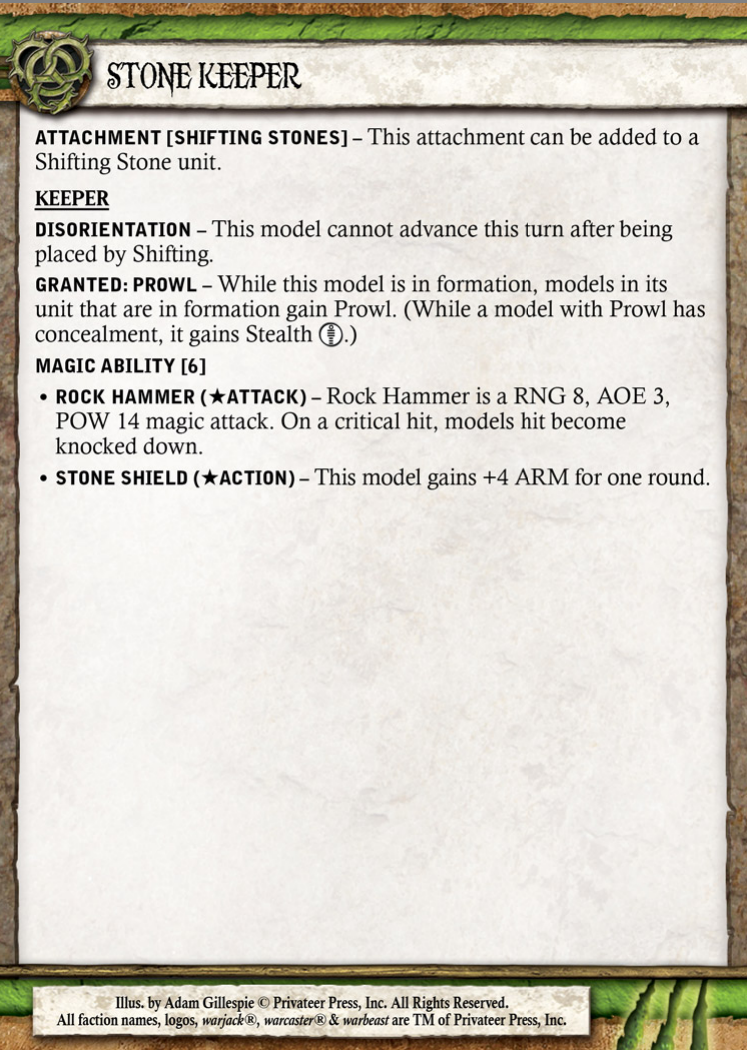 STONE KEEPER
ATTACHMENT [SHIFTING STONES] – This attachment can be added to a
Shifting Stone unit.
KEEPER
DISORIENTATION – This model cannot advance this turn after being
placed by Shifting.
GRANTED: PROWL – While this model is in formation, models in its
unit that are in formation gain Prowl. (While a model with Prowl has
concealment, it gains Stealth .)
MAGIC ABILITY [6]
• ROCK HAMMER (★ATTACK) – Rock Hammer is a RNG 8, AOE 3,
POW 14 magic attack. On a critical hit, models hit become
knocked down.
• STONE SHIELD (★ACTION) – This model gains +4 ARM for one round.
Illus. by Adam Gillespie © Privateer Press, Inc. All Rights Reserved.
All faction names, logos, warjack®, warcaster® & warbeast are TM of Privateer Press, Inc.